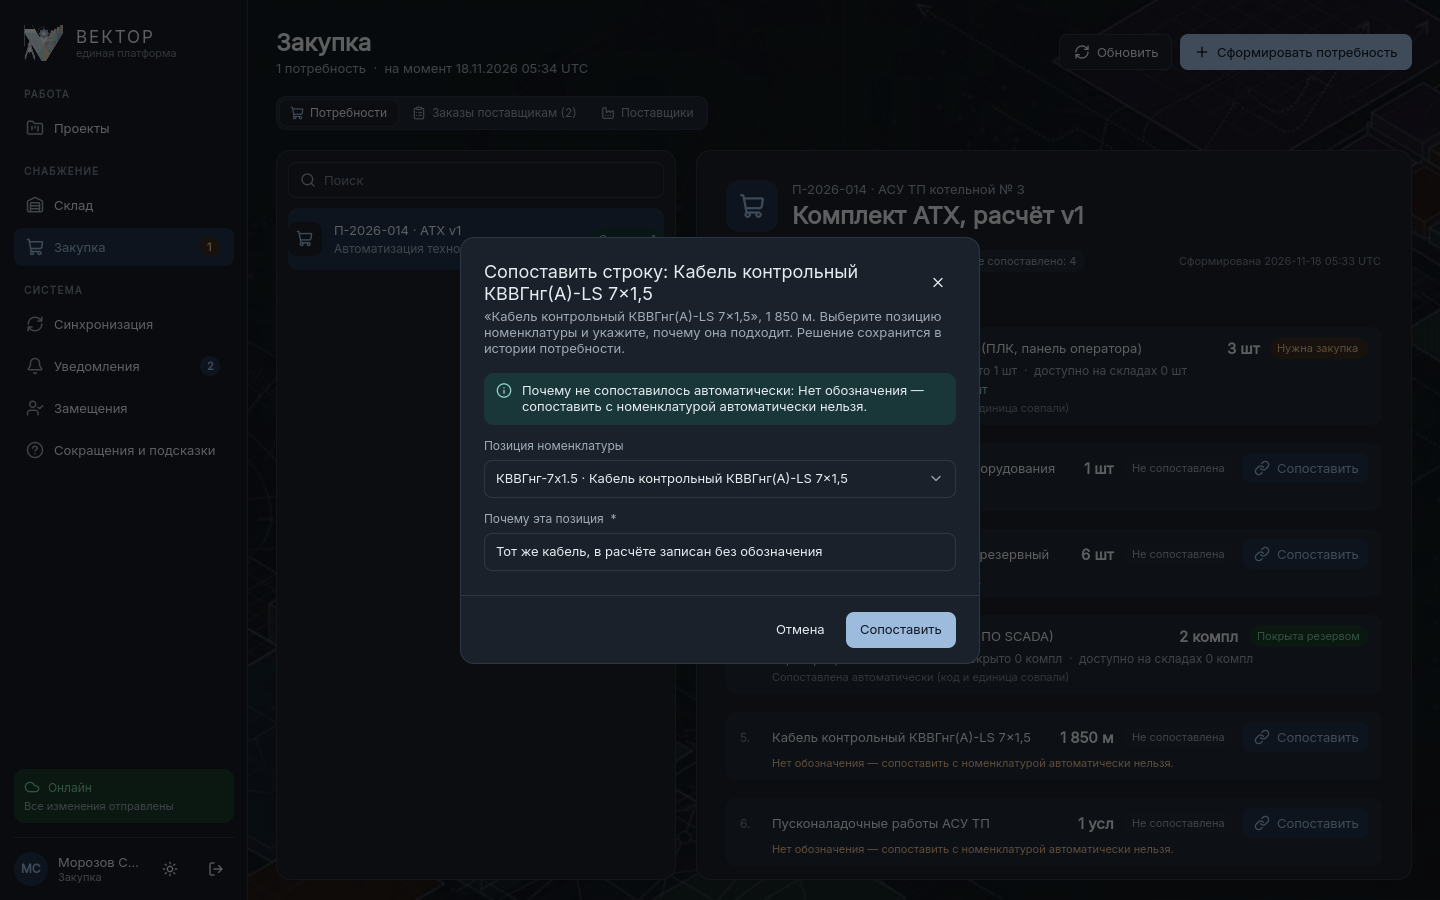 ВЕКТОР
единая платформа
РАБОТА
Проекты
СНАБЖЕНИЕ
Склад
Закупка
1
СИСТЕМА
Синхронизация
Уведомления
2
Замещения
Сокращения и подсказки
Онлайн
Все изменения отправлены
МС
Морозов С...
Закупка
Закупка
1 потребность · на момент 18.11.2026 05:34 UTC
Обновить
Сформировать потребность
Потребности
Заказы поставщикам (2)
Поставщики
Поиск
П-2026-014 · АТХ v1
Автоматизация техно
П-2026-014 · АСУ ТП котельной № 3
Комплект АТХ, расчёт v1
е сопоставлено: 4
Сформирована 2026-11-18 05:33 UTC
(ПЛК, панель оператора)
3 шт
Нужна закупка
то 1 шт · доступно на складах 0 шт
шт
диница совпали)
орудования
1 шт
Не сопоставлена
Сопоставить
резервный
6 шт
Не сопоставлена
Сопоставить
ПО SCADA)
2 компл
Покрыта резервом
крыто 0 компл · доступно на складах 0 компл
Сопоставлена автоматически (код и единица совпали)
5.
Кабель контрольный КВВГнг(А)-LS 7×1,5
1 850 м
Не сопоставлена
Сопоставить
Нет обозначения — сопоставить с номенклатурой автоматически нельзя.
6.
Пусконаладочные работы АСУ ТП
1 усл
Не сопоставлена
Сопоставить
Нет обозначения — сопоставить с номенклатурой автоматически нельзя.
Сопоставить строку: Кабель контрольный
КВВГнг(А)-LS 7×1,5
«Кабель контрольный КВВГнг(А)-LS 7×1,5», 1 850 м. Выберите позицию
номенклатуры и укажите, почему она подходит. Решение сохранится в
истории потребности.
Почему не сопоставилось автоматически: Нет обозначения —
сопоставить с номенклатурой автоматически нельзя.
Позиция номенклатуры
КВВГнг-7х1.5 · Кабель контрольный КВВГнг(А)-LS 7×1,5
Почему эта позиция *
Тот же кабель, в расчёте записан без обозначения
Отмена
Сопоставить